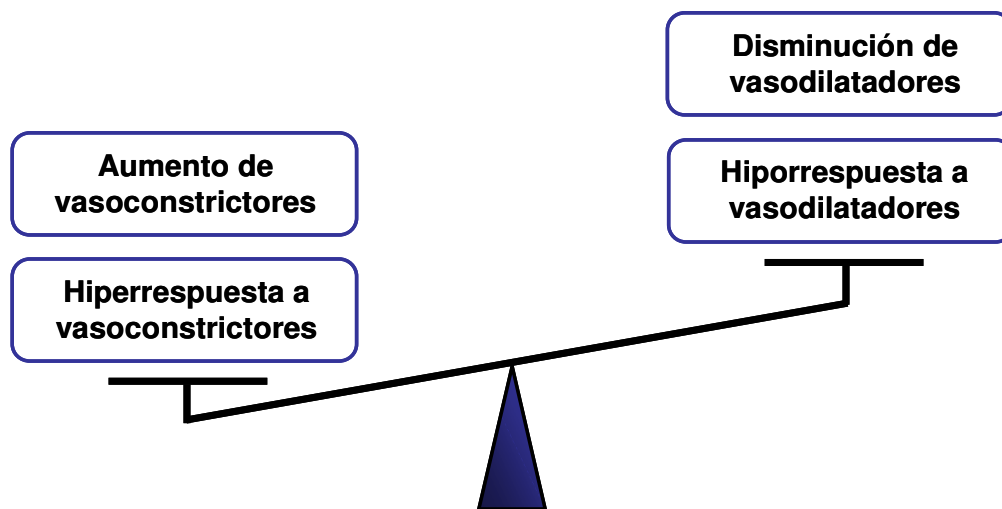 Disminución de
vasodilatadores
Aumento de
vasoconstrictores
Hiporrespuesta a
vasodilatadores
Hiperrespuesta a
vasoconstrictores